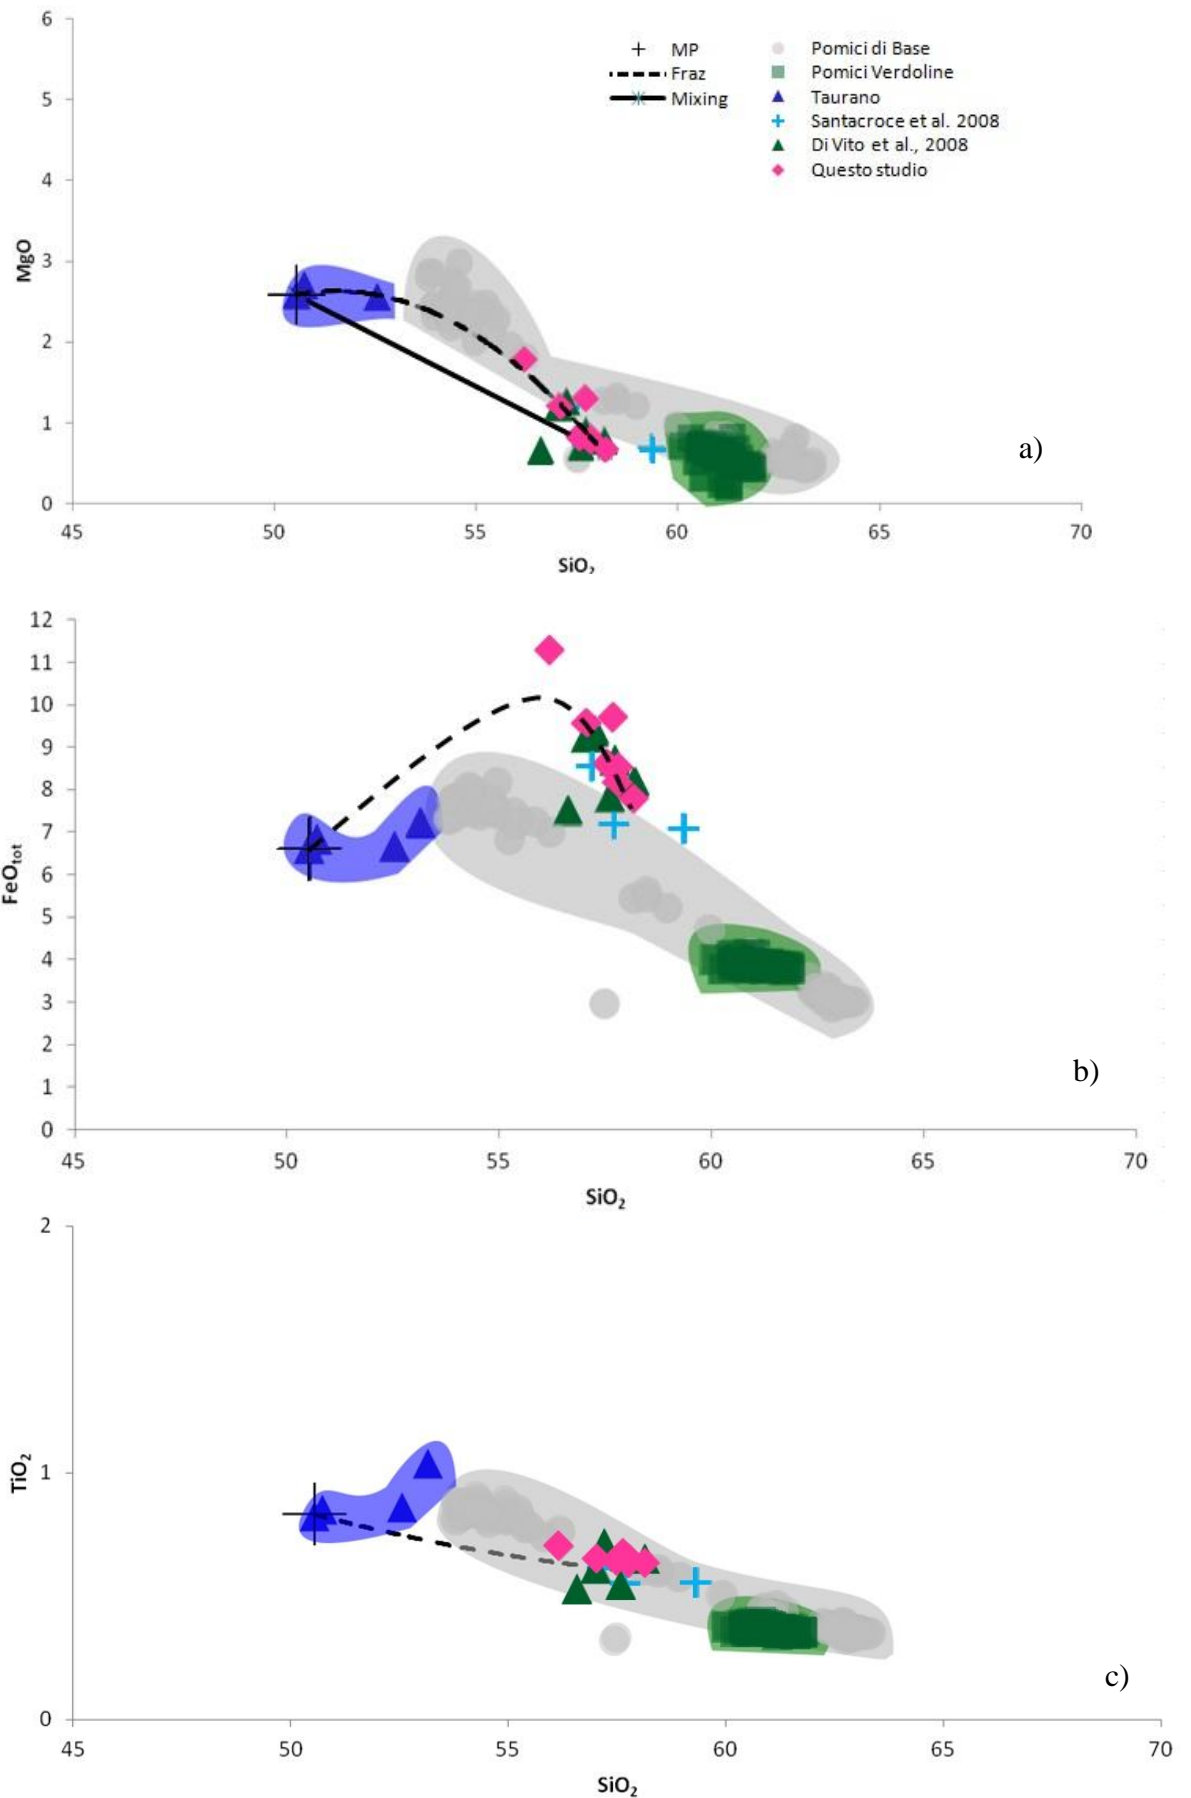 6
5
4
3
2
1
0
MgO
MP
Fraz
Mixing
Pomici di Base
Pomici Verdoline
Taurano
Santacroce et al. 2008
Di Vito et al., 2008
Questo studio
a)
45 50 55 60 65 70
SiO₂
12
11
10
9
8
7
6
5
4
3
2
1
0
FeOtot
b)
45 50 55 60 65 70
SiO₂
2
1
0
TiO₂
c)
45 50 55 60 65 70
SiO₂